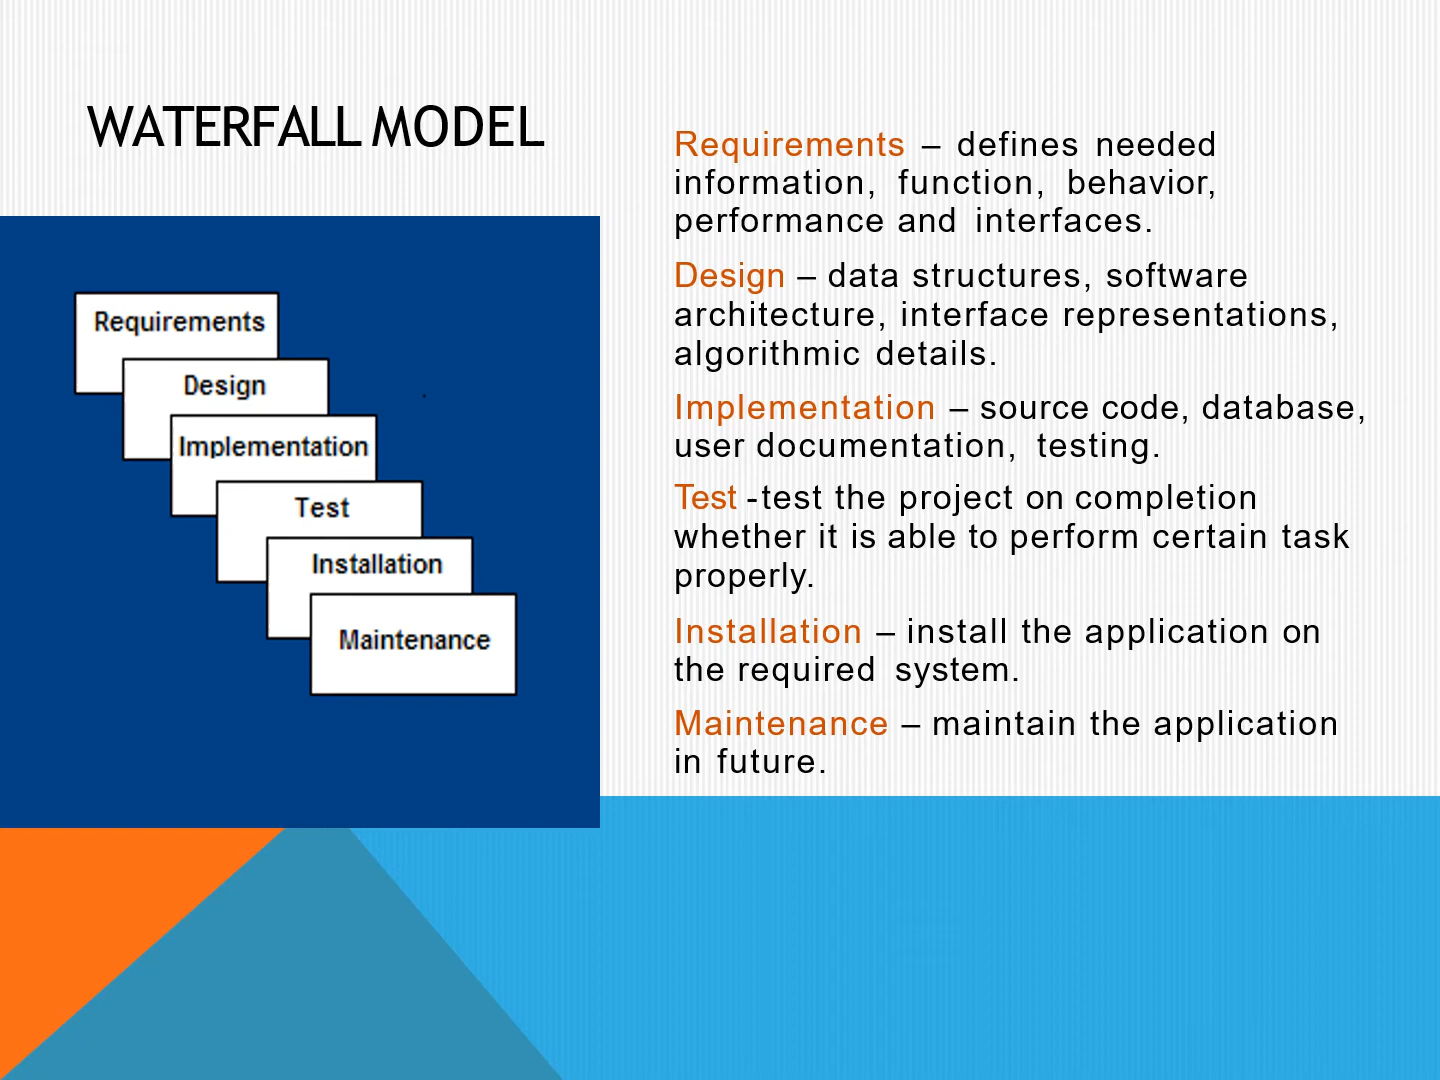 WATERFALL MODEL
Requirements
Design
Implementation
Test
Installation
Maintenance
Requirements – defines needed
information, function, behavior,
performance and interfaces.
Design – data structures, software
architecture, interface representations,
algorithmic details.
Implementation – source code, database,
user documentation, testing.
Test -test the project on completion
whether it is able to perform certain task
properly.
Installation – install the application on
the required system.
Maintenance – maintain the application
in future.